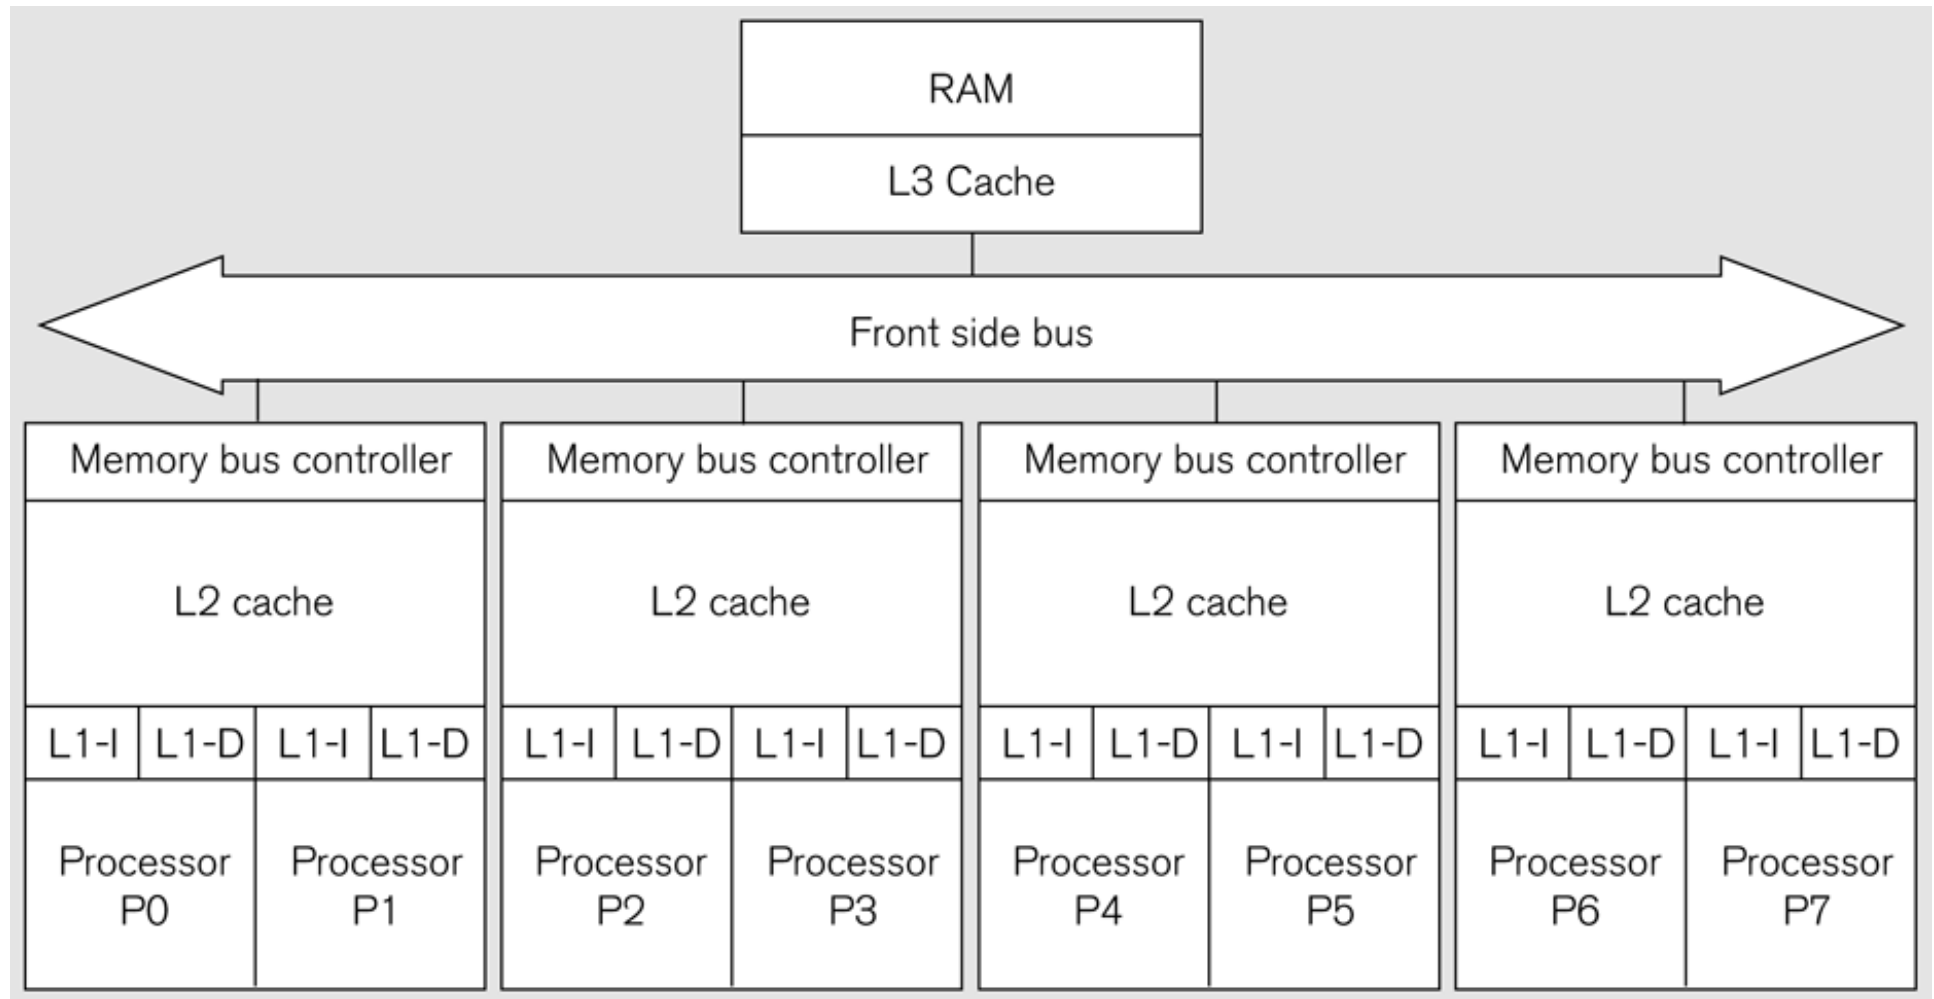 RAM
L3 Cache
Front side bus
Memory bus controller
Memory bus controller
Memory bus controller
Memory bus controller
L2 cache
L2 cache
L2 cache
L2 cache
L1-I L1-D L1-I L1-D
L1-I L1-D L1-I L1-D
L1-I L1-D L1-I L1-D
L1-I L1-D L1-I L1-D
Processor
P0
Processor
P1
Processor
P2
Processor
P3
Processor
P4
Processor
P5
Processor
P6
Processor
P7